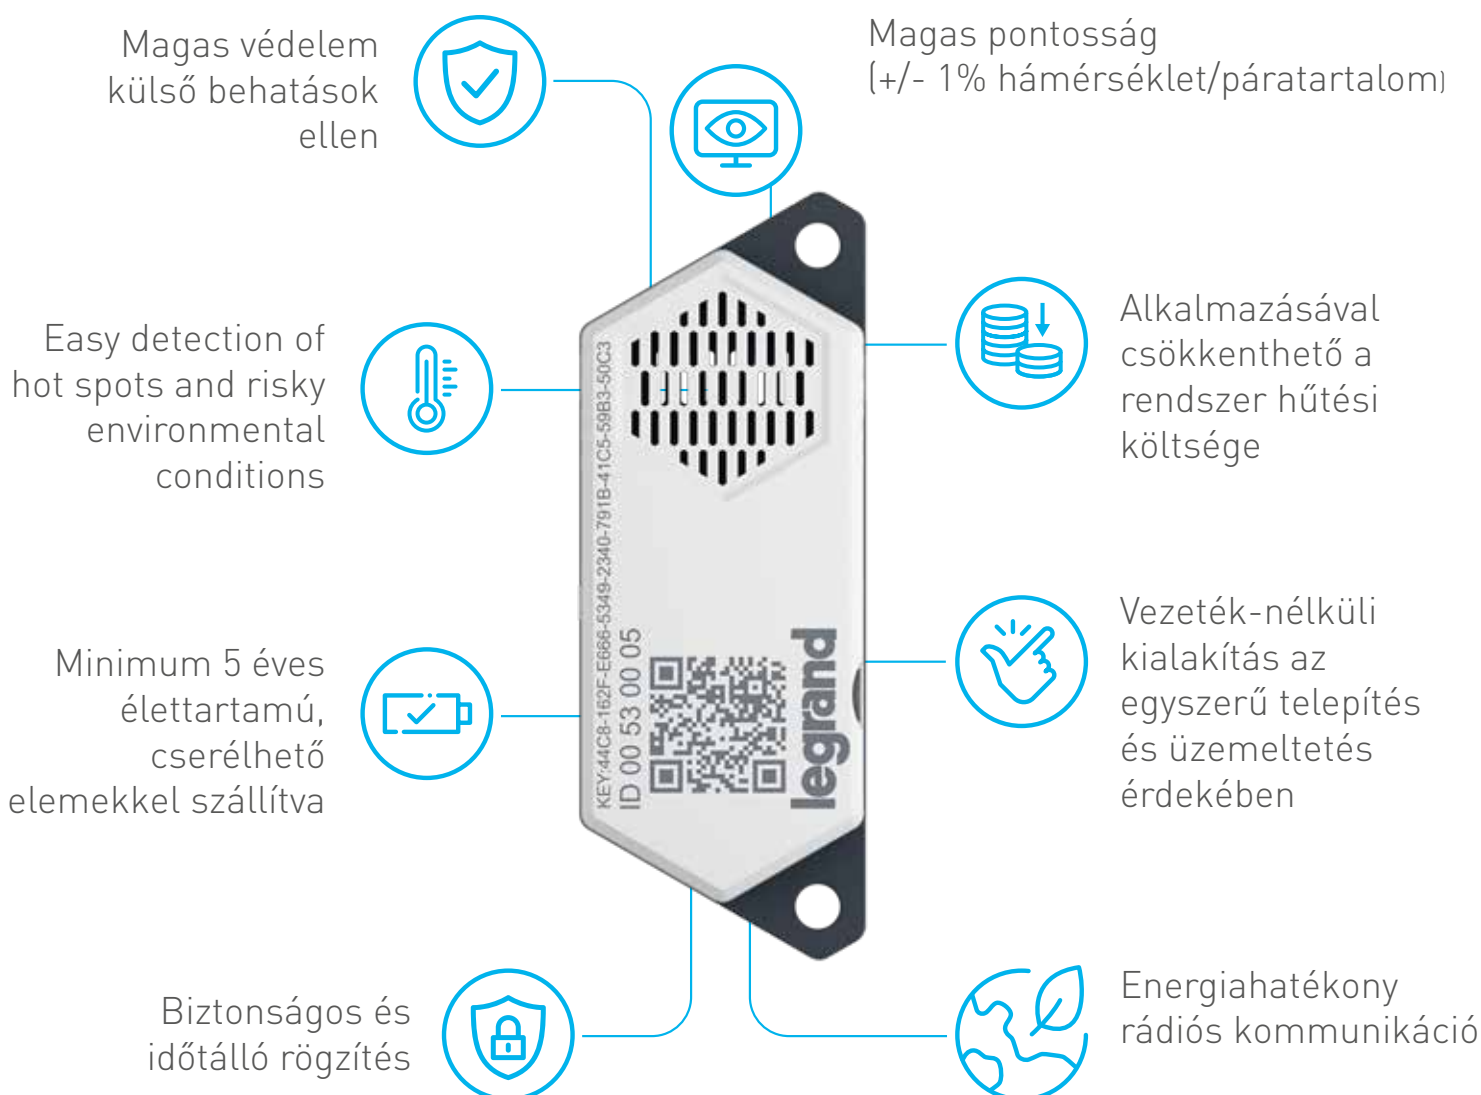 Magas védelem
külső behatások
ellen
Magas pontosság
(+/- 1% hámérséklet/páratartalom)
Easy detection of
hot spots and risky
environmental
conditions
Alkalmazásával
csökkenthető a
rendszer hűtési
költsége
KEY:44C8-162F-E666-5349-2340-791B-41C5-59B3-50C3
ID 00 53 00 05
legrand
Minimum 5 éves
élettartamú,
cserélhető
elemekkel szállítva
Vezeték-nélküli
kialakítás az
egyszerű telepítés
és üzemeltetés
érdekében
Biztonságos és
időtálló rögzítés
Energiahatékony
rádiós kommunikáció